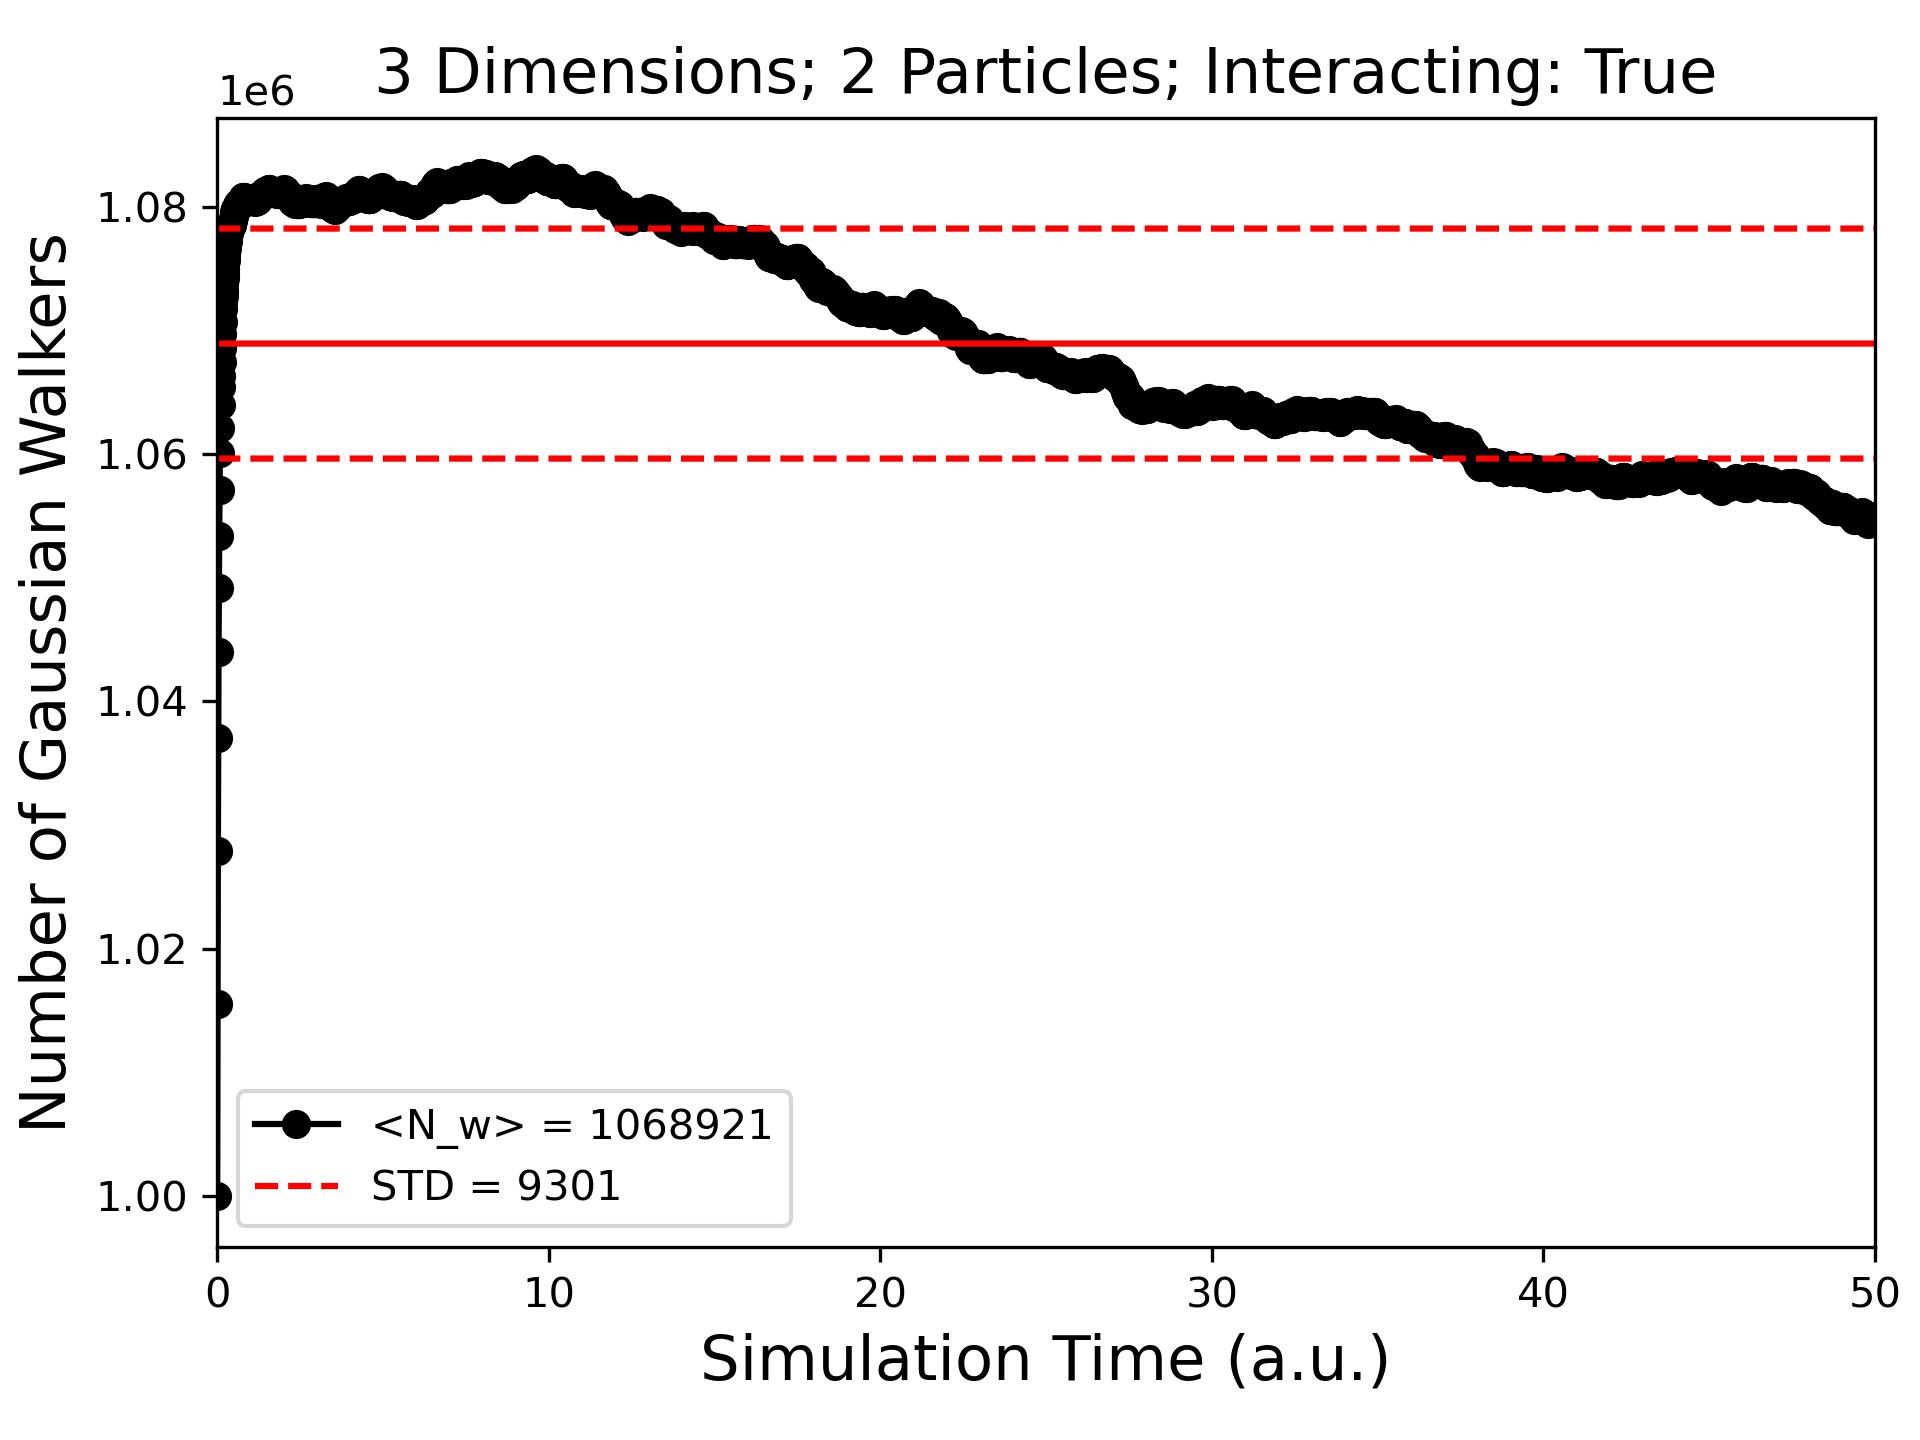 3 Dimensions; 2 Particles; Interacting: True
1e6
1.08
1.06
1.04
1.02
1.00
Number of Gaussian Walkers
<N_w> = 1068921
STD = 9301
0 10 20 30 40 50
Simulation Time (a.u.)